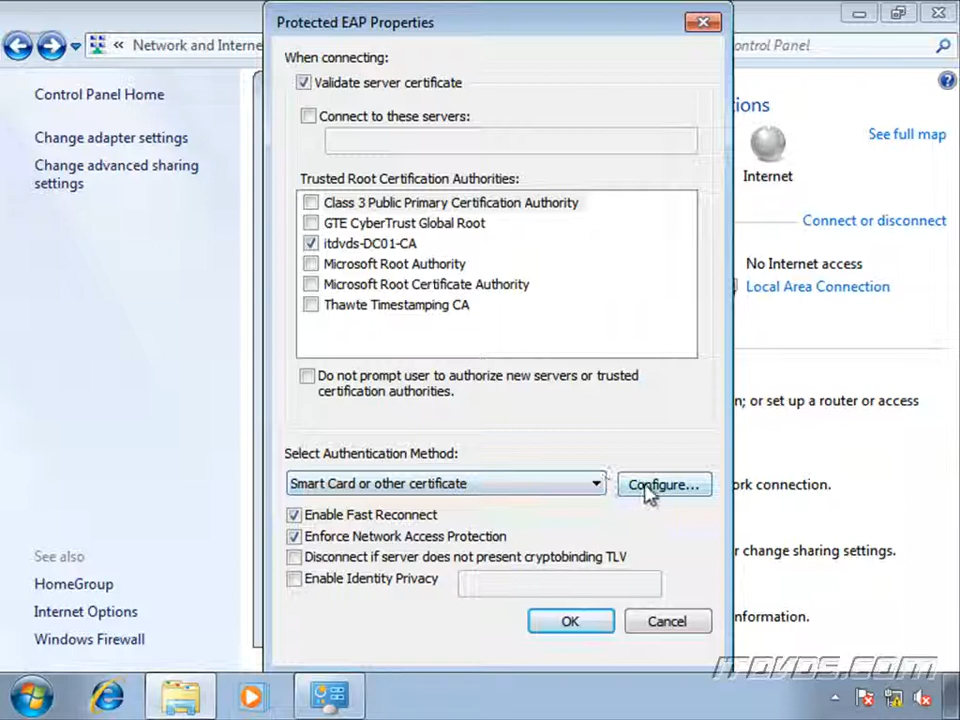 Protected EAP Properties
« Network and Interne
ontrol Panel
When connecting:
Validate server certificate
Connect to these servers:
Trusted Root Certification Authorities:
Class 3 Public Primary Certification Authority
GTE CyberTrust Global Root
itdvds-DC01-CA
Microsoft Root Authority
Microsoft Root Certificate Authority
Thawte Timestamping CA
Do not prompt user to authorize new servers or trusted
certification authorities.
Select Authentication Method:
Smart Card or other certificate
Configure...
Enable Fast Reconnect
Enforce Network Access Protection
Disconnect if server does not present cryptobinding TLV
Enable Identity Privacy
OK
Cancel
Control Panel Home
Change adapter settings
Change advanced sharing
settings
See also
HomeGroup
Internet Options
Windows Firewall
ions
See full map
Internet
Connect or disconnect
No Internet access
Local Area Connection
n; or set up a router or access
ork connection.
r change sharing settings.
nformation.